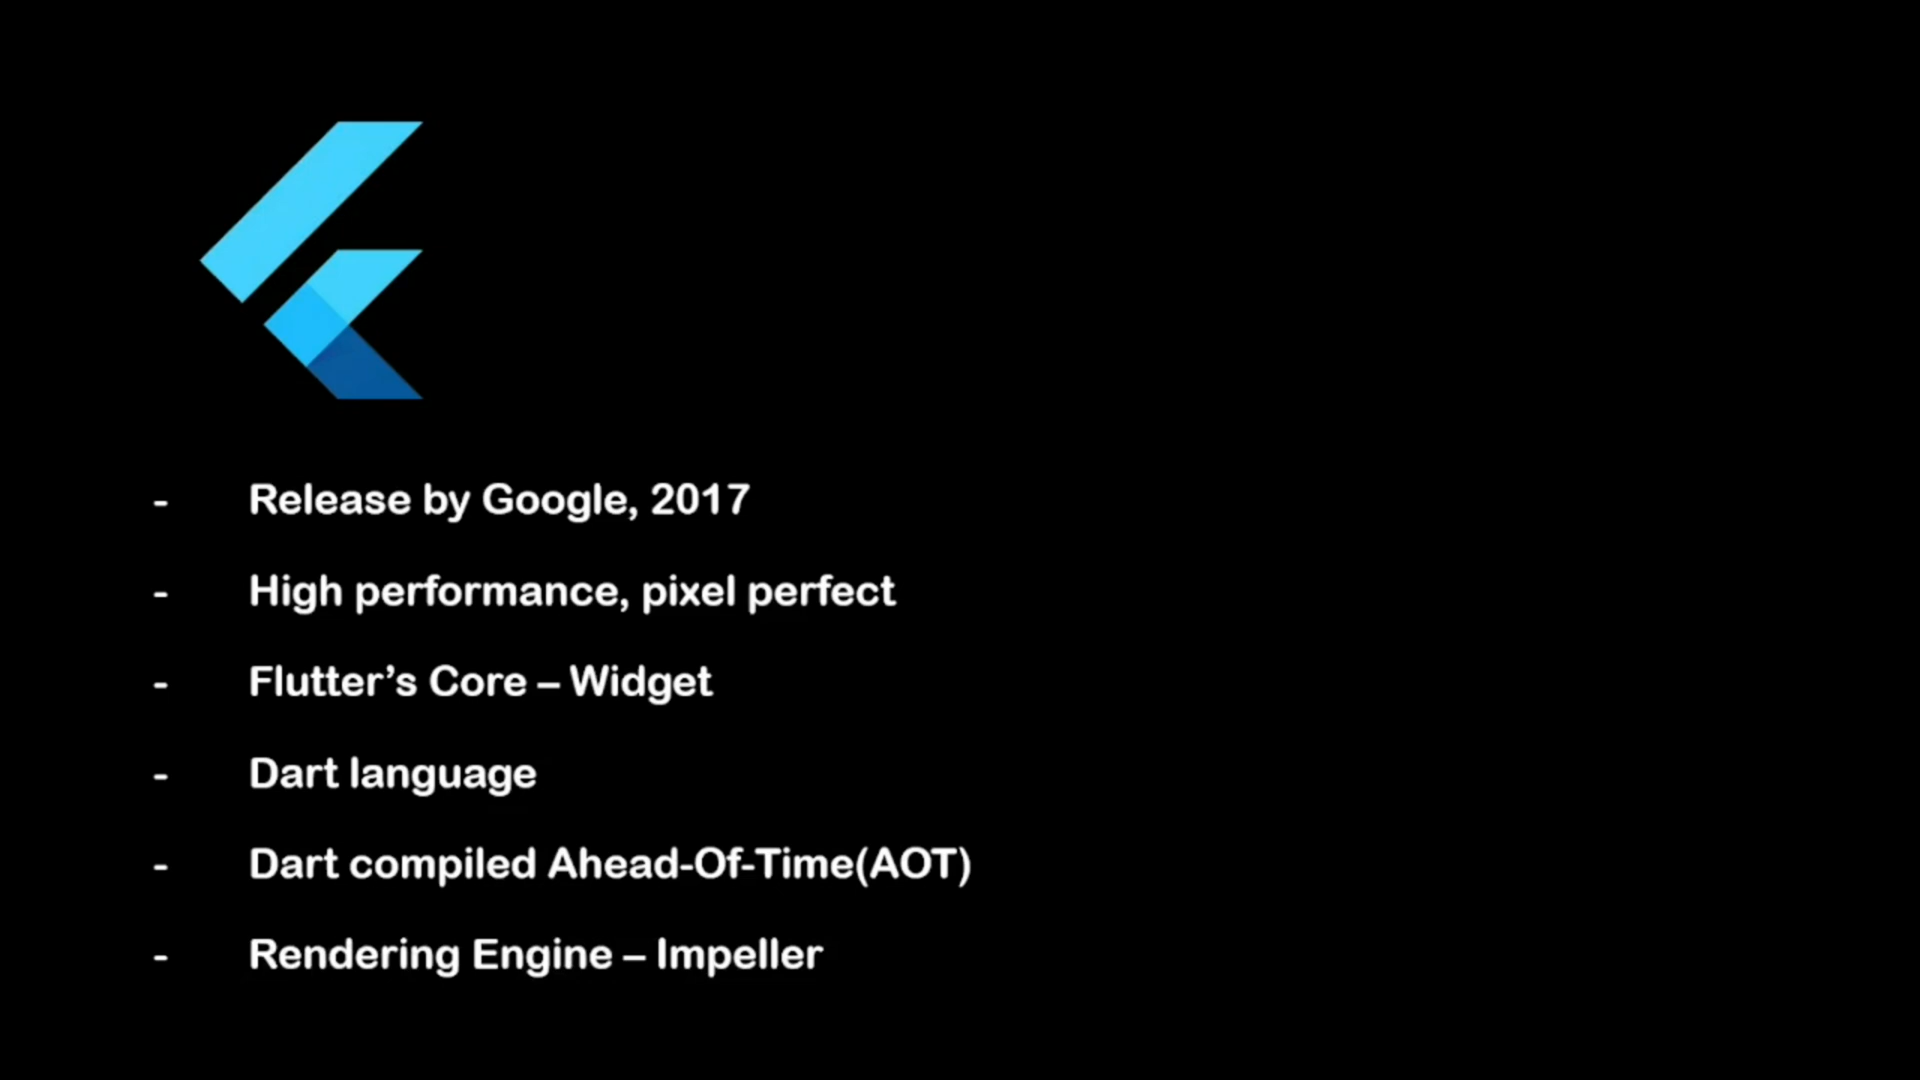 - Release by Google, 2017
- High performance, pixel perfect
- Flutter’s Core – Widget
- Dart language
- Dart compiled Ahead-Of-Time(AOT)
- Rendering Engine – Impeller